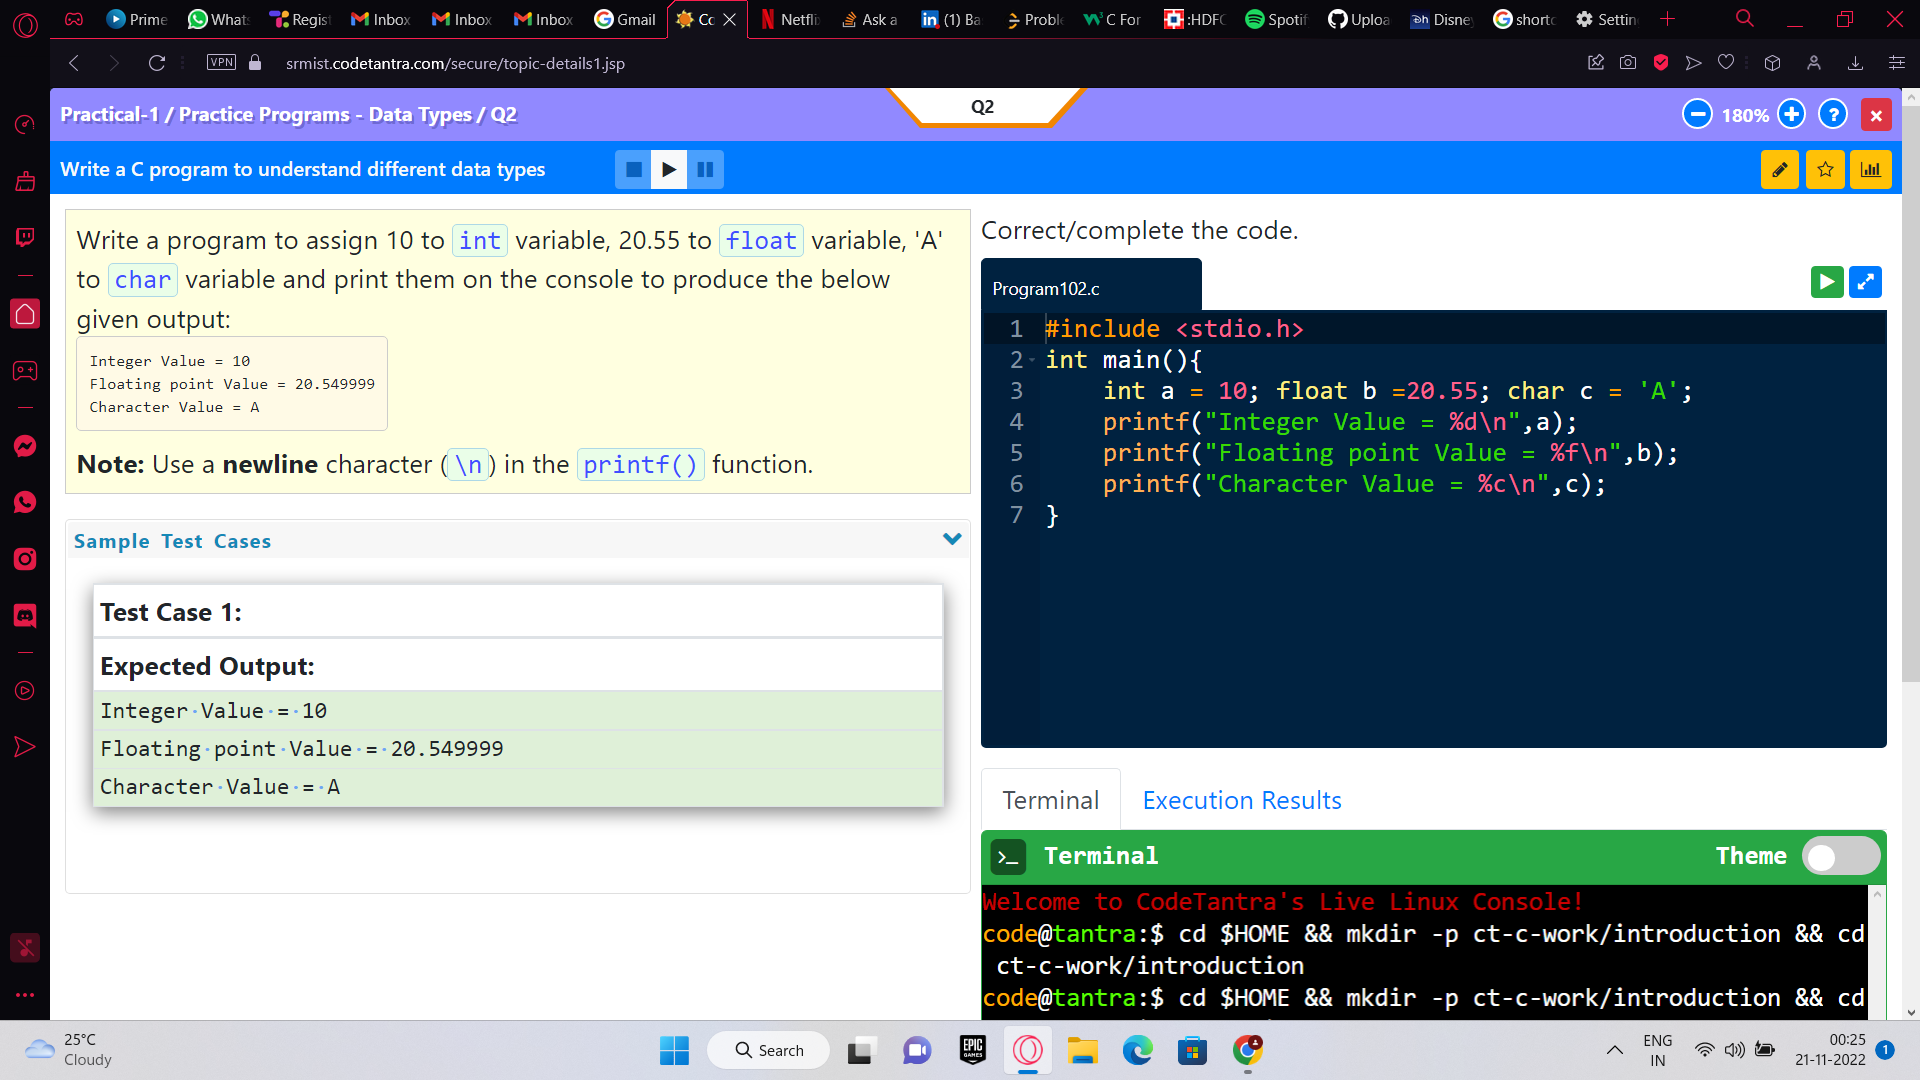 Prime
Whats
Regist
Inbox
Inbox
Inbox
Gmail
Co
Netfli
Ask a
(1) Ba
Proble
C For
:HDFC
Spotif
Uploa
Disney
shortc
Settin
VPN
srmist.codetantra.com/secure/topic-details1.jsp
Practical-1 / Practice Programs - Data Types / Q2
Q2
180%
?
Write a C program to understand different data types
Write a program to assign 10 to int variable, 20.55 to float variable, 'A'
to char variable and print them on the console to produce the below
given output:
Integer Value = 10
Floating point Value = 20.549999
Character Value = A
Note: Use a newline character (\n) in the printf() function.
Sample Test Cases
Test Case 1:
Expected Output:
Integer·Value·=·10
Floating·point·Value·=·20.549999
Character·Value·=·A
Correct/complete the code.
Program102.c
1 #include <stdio.h>
2 int main(){
3 int a = 10; float b =20.55; char c = 'A';
4 printf("Integer Value = %d\n",a);
5 printf("Floating point Value = %f\n",b);
6 printf("Character Value = %c\n",c);
7 }
Terminal
Execution Results
>_ Terminal
Theme
Welcome to CodeTantra's Live Linux Console!
code@tantra:$ cd $HOME && mkdir -p ct-c-work/introduction && cd
ct-c-work/introduction
code@tantra:$ cd $HOME && mkdir -p ct-c-work/introduction && cd
25°C
Cloudy
Search
EPIC
GAMES
ENG
IN
00:25
21-11-2022
1